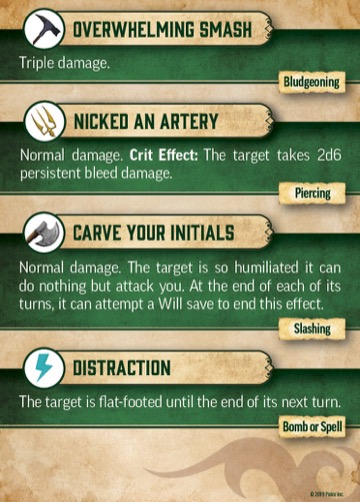 OVERWHELMING SMASH
Triple damage.
Bludgeoning
NICKED AN ARTERY
Normal damage. Crit Effect: The target takes 2d6
persistent bleed damage.
Piercing
CARVE YOUR INITIALS
Normal damage. The target is so humiliated it can
do nothing but attack you. At the end of each of its
turns, it can attempt a Will save to end this effect.
Slashing
DISTRACTION
The target is flat-footed until the end of its next turn.
Bomb or Spell
© 2019 Paizo Inc.